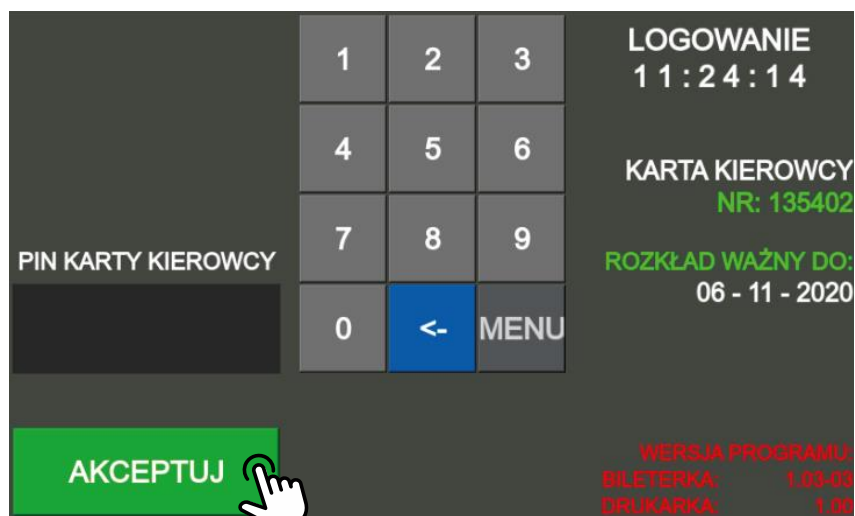 LOGOWANIE
11:24:14
1 2 3
4 5 6
7 8 9
0 <- MENU
KARTA KIEROWCY
NR: 135402
ROZKŁAD WAŻNY DO:
06 - 11 - 2020
PIN KARTY KIEROWCY
AKCEPTUJ
WERSJA PROGRAMU:
BILETERKA: 1.03-03
DRUKARKA: 1.00